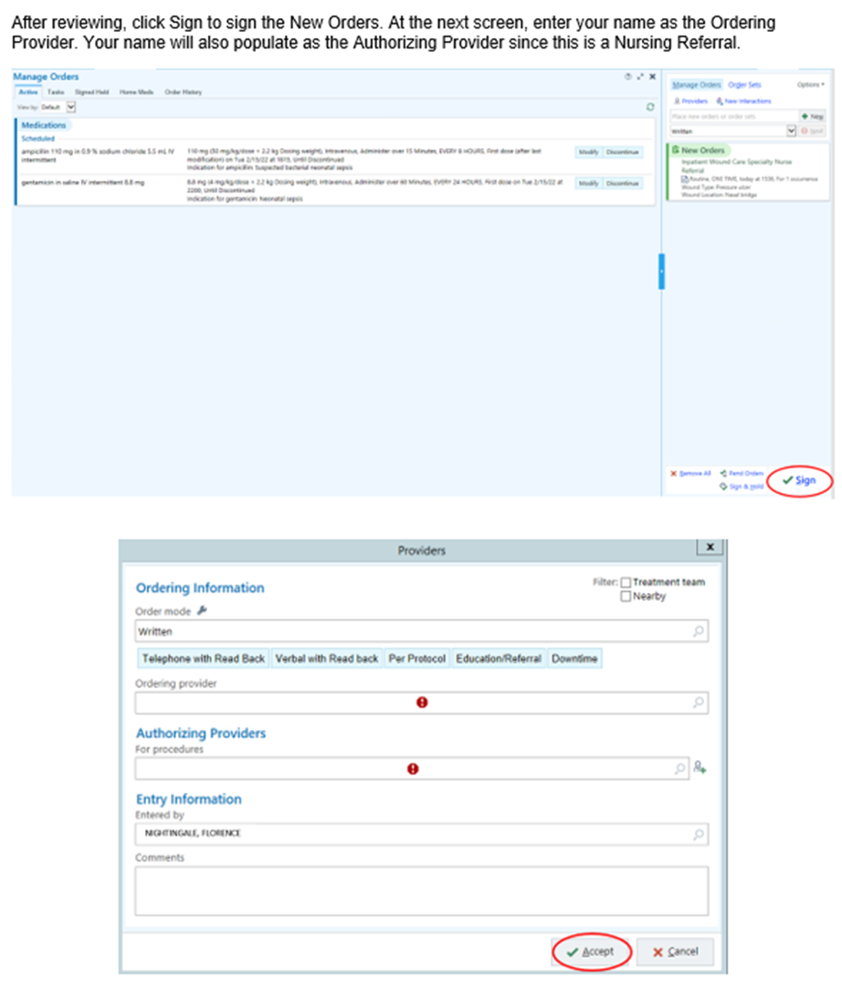 After reviewing, click Sign to sign the New Orders. At the next screen, enter your name as the Ordering
Provider. Your name will also populate as the Authorizing Provider since this is a Nursing Referral.
Manage Orders
Active Tasks Signed Held Home Meds Order History
View by: Default
Medications
Scheduled
ampicillin 110 mg in 0.9 % sodium chloride 5.5 mL IV
intermittent
110 mg (50 mg/kg/dose × 2.2 kg Dosing weight), Intravenous, Administer over 15 Minutes, EVERY 8 HOURS, First dose (after last
modification) on Tue 2/15/22 at 1815, Until Discontinued
Indication for ampicillin: Suspected bacterial neonatal sepsis
Modify Discontinue
gentamicin in saline IV intermittent 8.8 mg
8.8 mg (4 mg/kg/dose × 2.2 kg Dosing weight), Intravenous, Administer over 60 Minutes, EVERY 24 HOURS, First dose on Tue 2/15/22 at
2200, Until Discontinued
Indication for gentamicin: Neonatal sepsis
Modify Discontinue
Manage Orders Order Sets Options
Providers New Interactions
Place new orders or order sets
New
Written
Send
New Orders
Inpatient Wound Care Specialty Nurse
Referral
Routine, ONE TIME, today at 1536, For 1 occurrence
Wound Type: Pressure ulcer
Wound Location: Nasal bridge
Remove All Pend Orders
Sign & Hold
Sign
Providers
x
Ordering Information
Filter: Treatment team
Nearby
Order mode
Written
Telephone with Read Back Verbal with Read back Per Protocol Education/Referral Downtime
Ordering provider
Authorizing Providers
For procedures
Entry Information
Entered by
NIGHTINGALE, FLORENCE
Comments
Accept Cancel